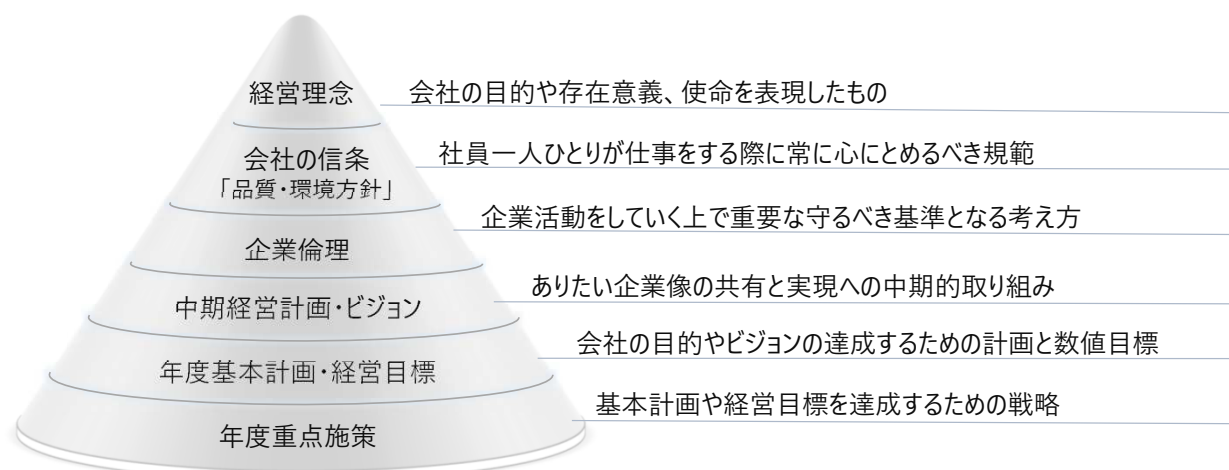 経営理念
会社の目的や存在意義、使命を表現したもの
会社の信条
「品質・環境方針」
社員一人ひとりが仕事をする際に常に心にとめるべき規範
企業倫理
企業活動をしていく上で重要な守るべき基準となる考え方
中期経営計画・ビジョン
ありたい企業像の共有と実現への中期的取り組み
年度基本計画・経営目標
会社の目的やビジョンの達成するための計画と数値目標
年度重点施策
基本計画や経営目標を達成するための戦略